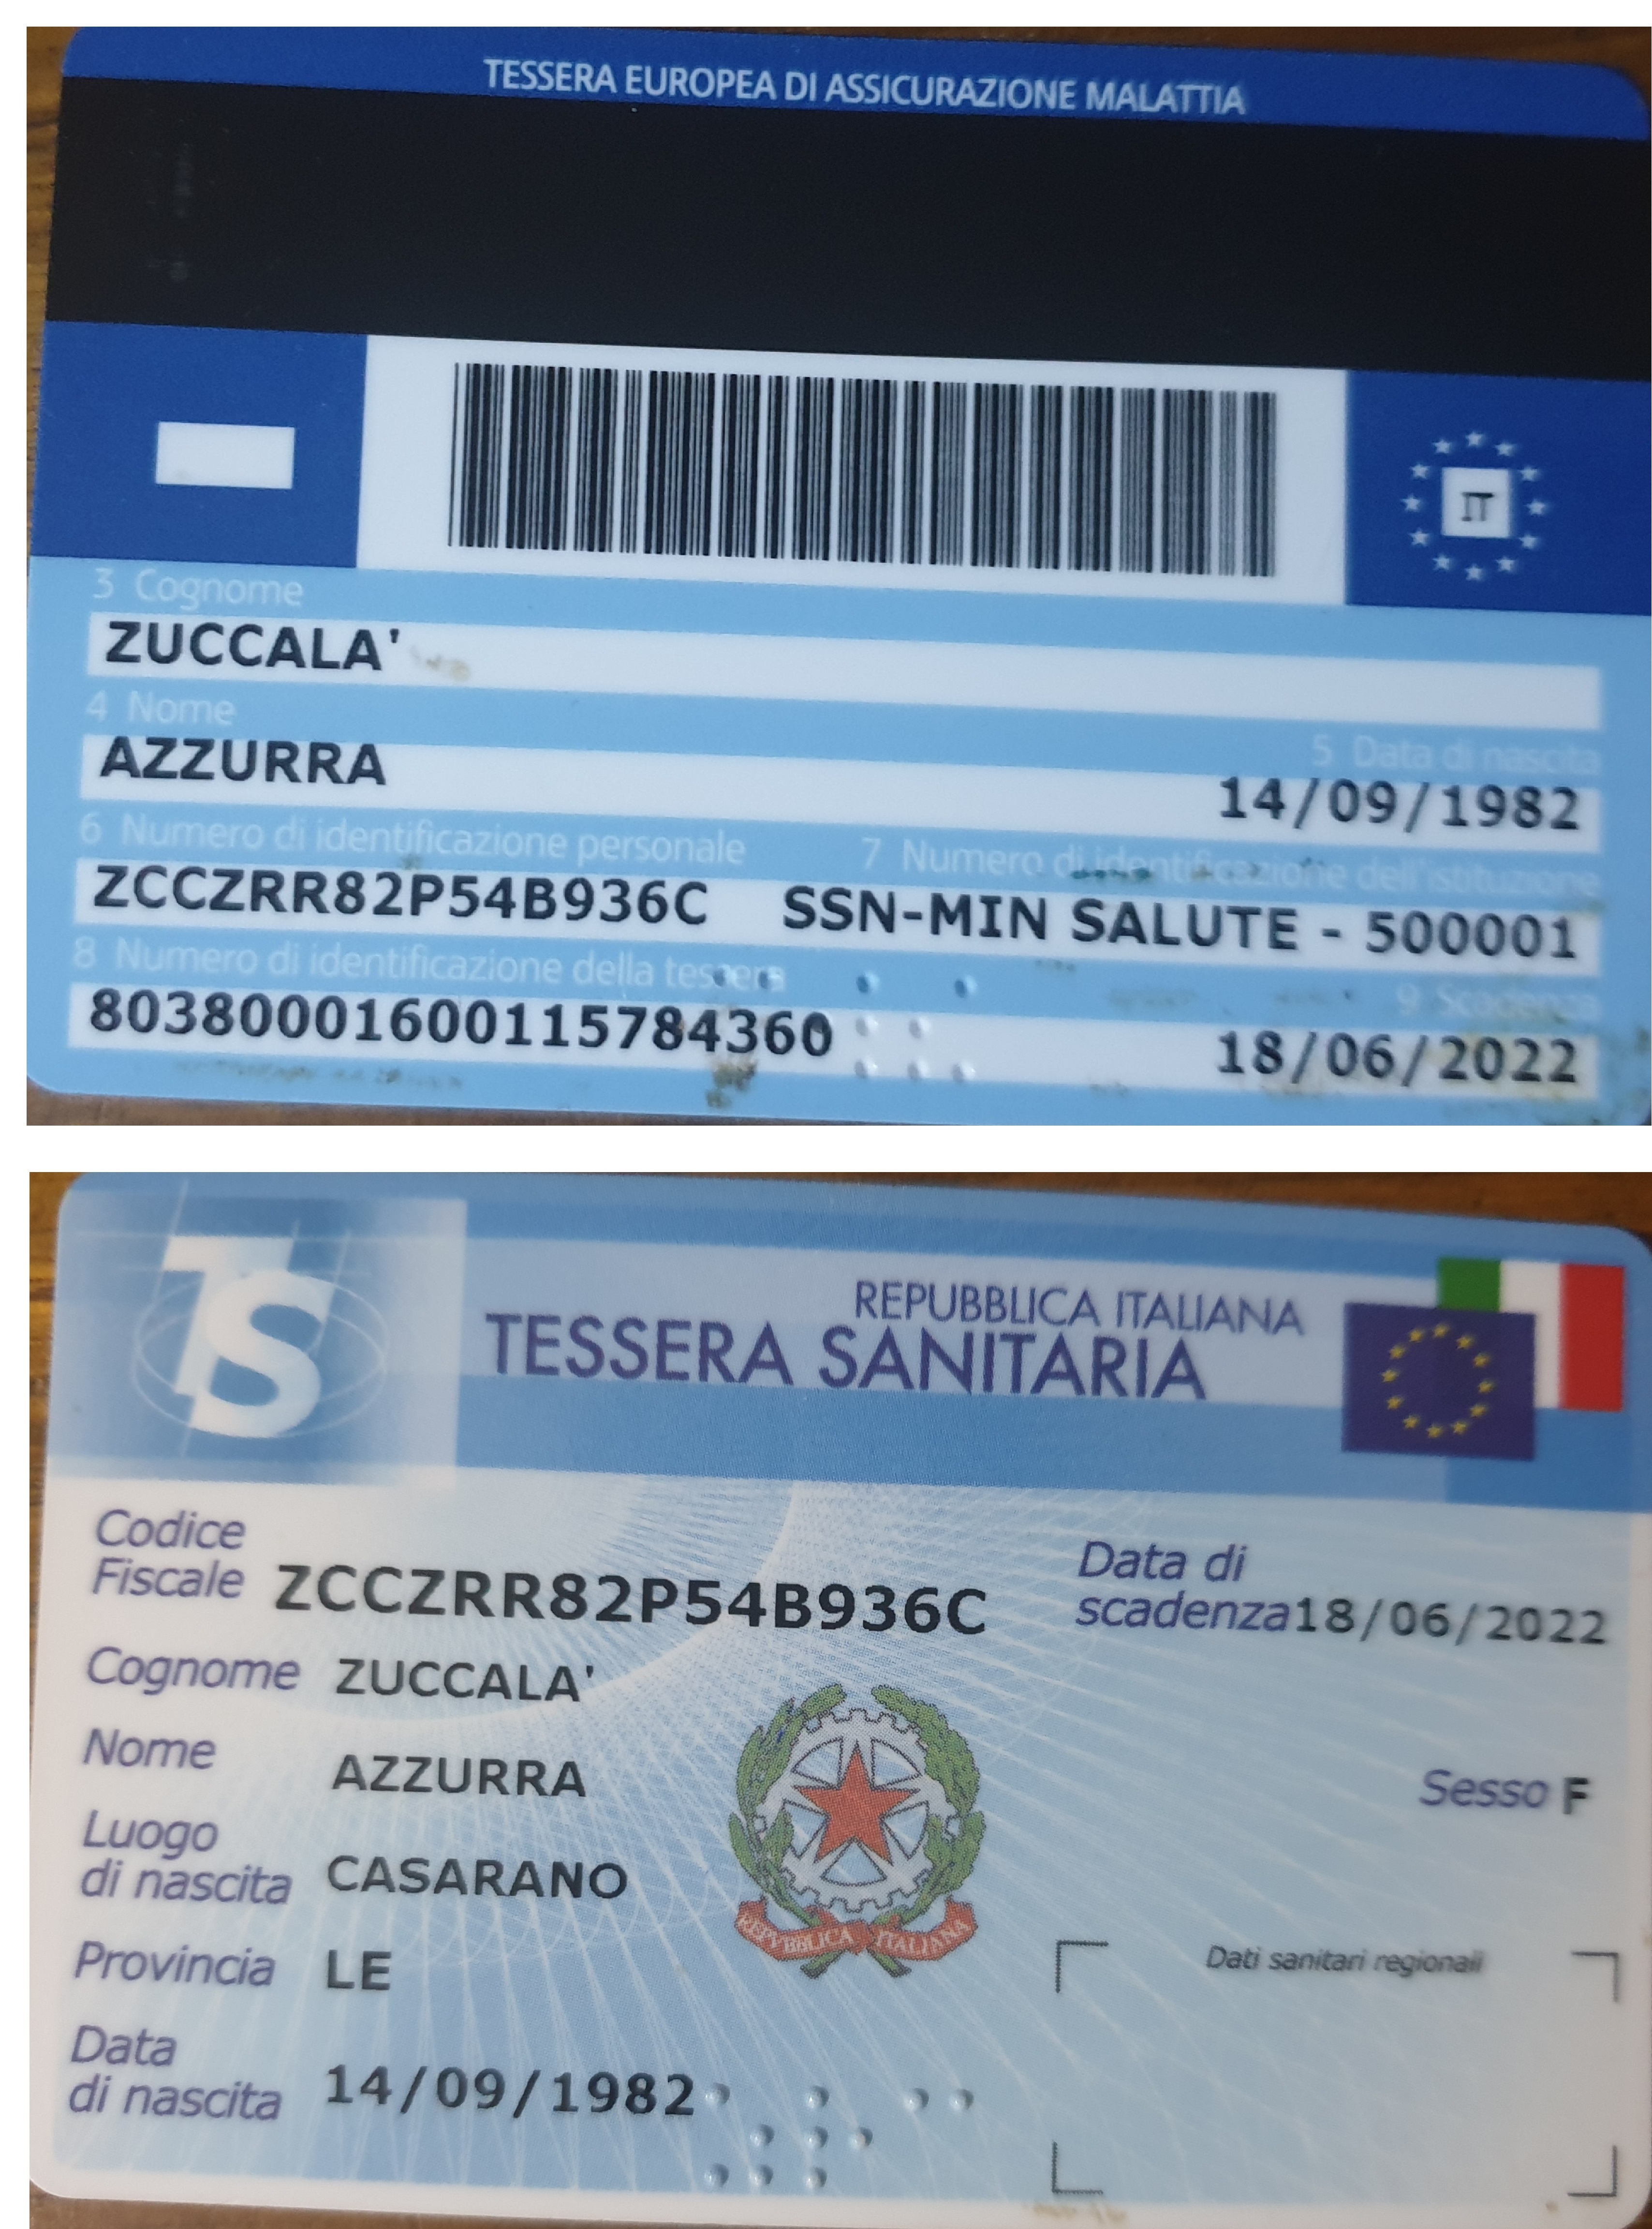 TESSERA EUROPEA DI ASSICURAZIONE MALATTIA
IT
3 Cognome
ZUCCALA'
4 Nome
5 Data di nascita
AZZURRA
14/09/1982
6 Numero di identificazione personale
7 Numero di identificazione dell'istituzione
ZCCZRR82P54B936C
SSN-MIN SALUTE - 500001
8 Numero di identificazione della tessera
9 Scadenza
80380001600115784360
18/06/2022
TS
REPUBBLICA ITALIANA
TESSERA SANITARIA
Codice
Fiscale ZCCZRR82P54B936C
Data di
scadenza 18/06/2022
Cognome ZUCCALA'
Nome AZZURRA
Sesso F
Luogo
di nascita CASARANO
REPVBBLICA ITALIANA
Provincia LE
Dati sanitari regionali
Data
di nascita 14/09/1982